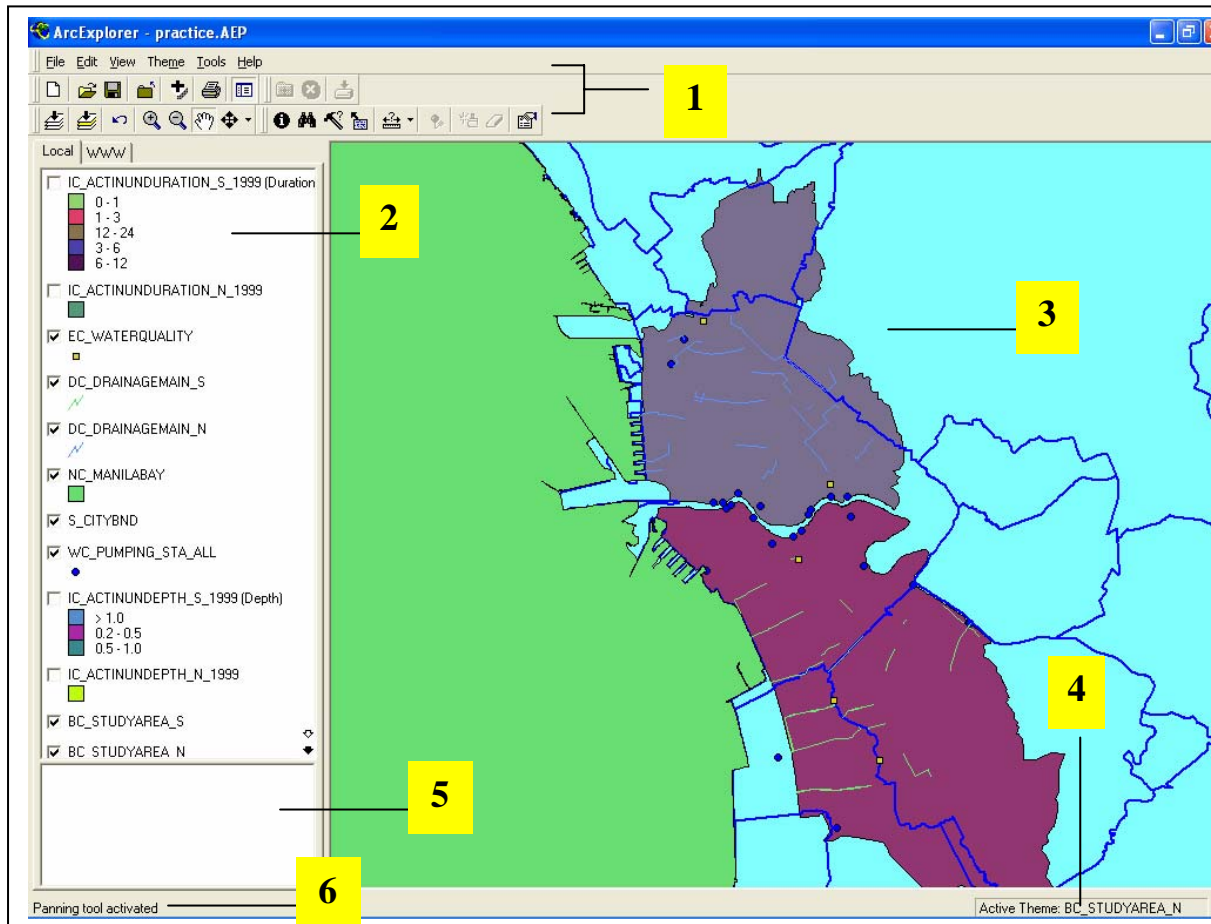 ArcExplorer - practice.AEP
File Edit View Theme Tools Help
1
Local WWW
IC_ACTINUNDURATION_S_1999 (Duration
0 - 1
1 - 3
12 - 24
3 - 6
6 - 12
2
IC_ACTINUNDURATION_N_1999
3
EC_WATERQUALITY
DC_DRAINAGEMAIN_S
DC_DRAINAGEMAIN_N
NC_MANILABAY
S_CITYBND
WC_PUMPING_STA_ALL
IC_ACTINUNDEPTH_S_1999 (Depth)
> 1.0
0.2 - 0.5
0.5 - 1.0
IC_ACTINUNDEPTH_N_1999
4
BC_STUDYAREA_S
BC_STUDYAREA_N
5
6
Panning tool activated
Active Theme: BC_STUDYAREA_N